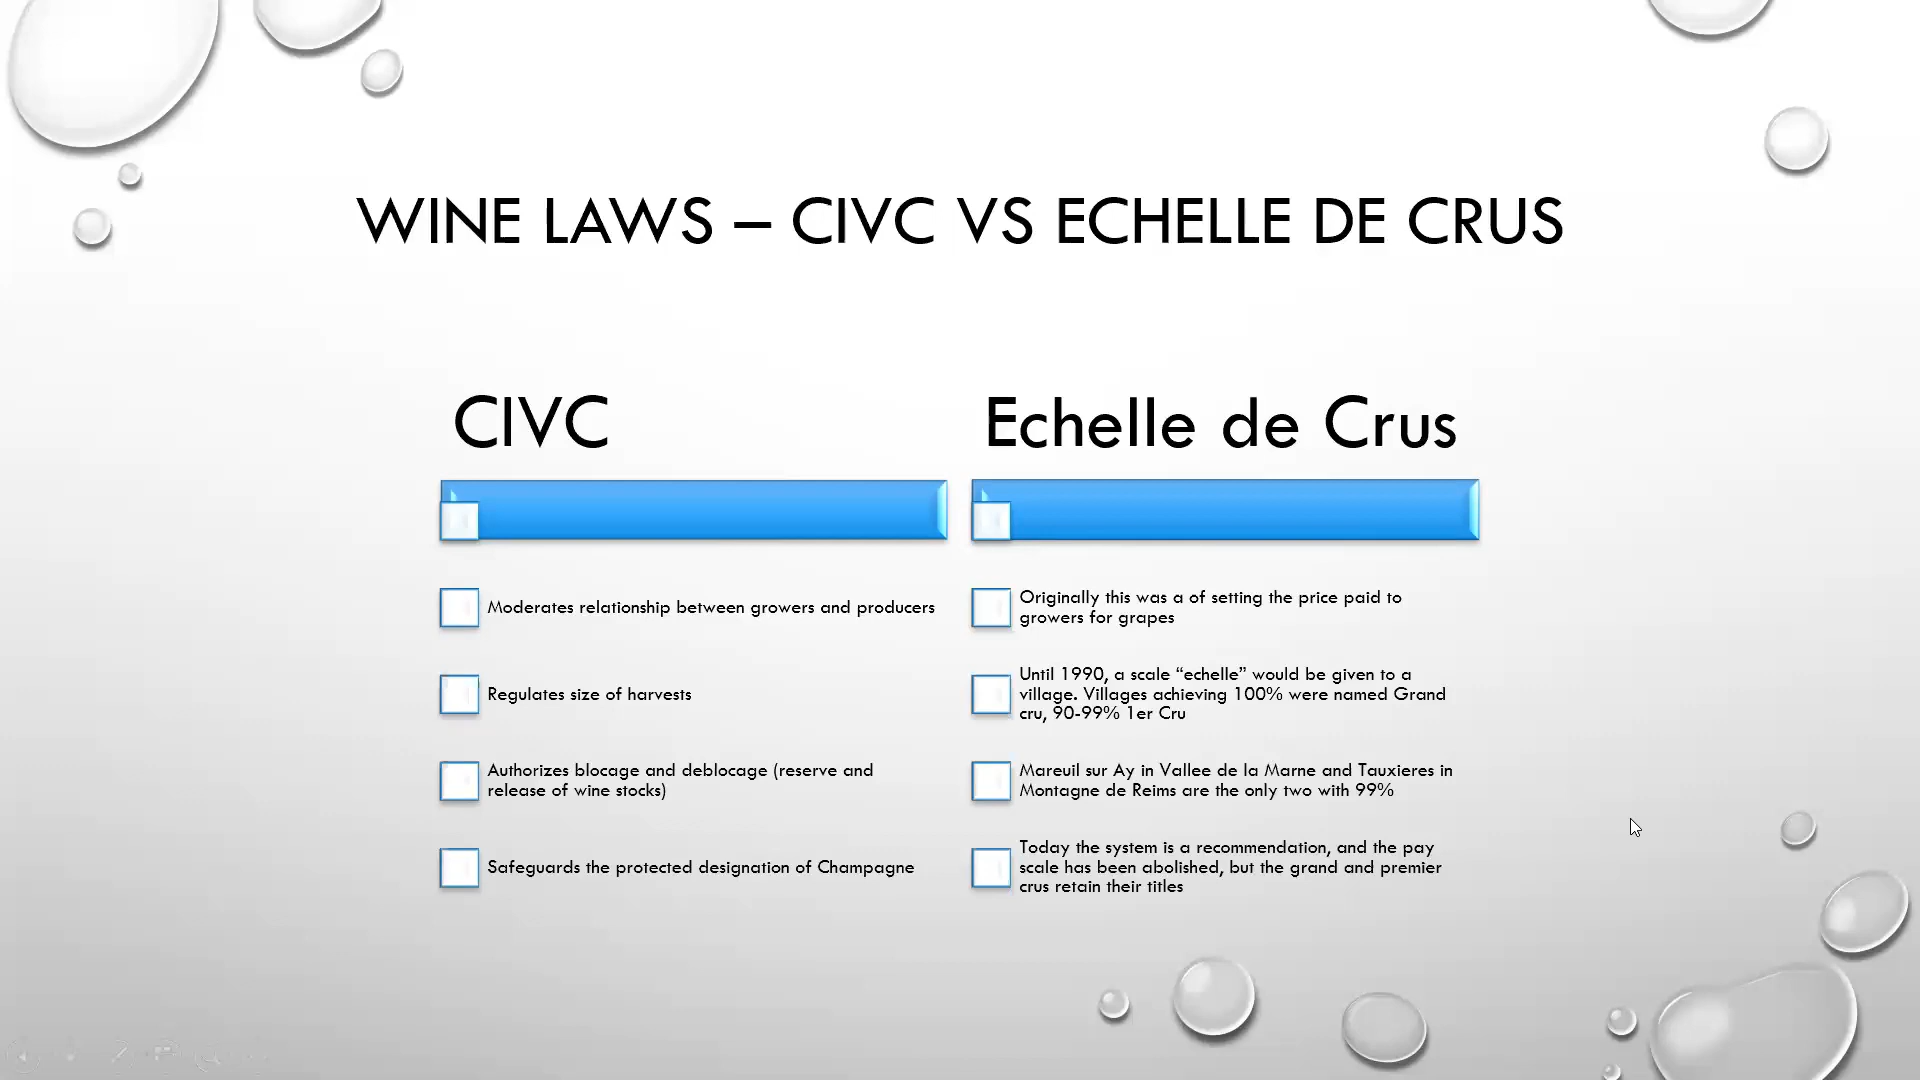 WINE LAWS – CIVC VS ECHELLE DE CRUS
CIVC
Moderates relationship between growers and producers
Regulates size of harvests
Authorizes blocage and deblocage (reserve and
release of wine stocks)
Safeguards the protected designation of Champagne
Echelle de Crus
Originally this was a of setting the price paid to
growers for grapes
Until 1990, a scale “echelle” would be given to a
village. Villages achieving 100% were named Grand
cru, 90-99% 1er Cru
Mareuil sur Ay in Vallee de la Marne and Tauxieres in
Montagne de Reims are the only two with 99%
Today the system is a recommendation, and the pay
scale has been abolished, but the grand and premier
crus retain their titles